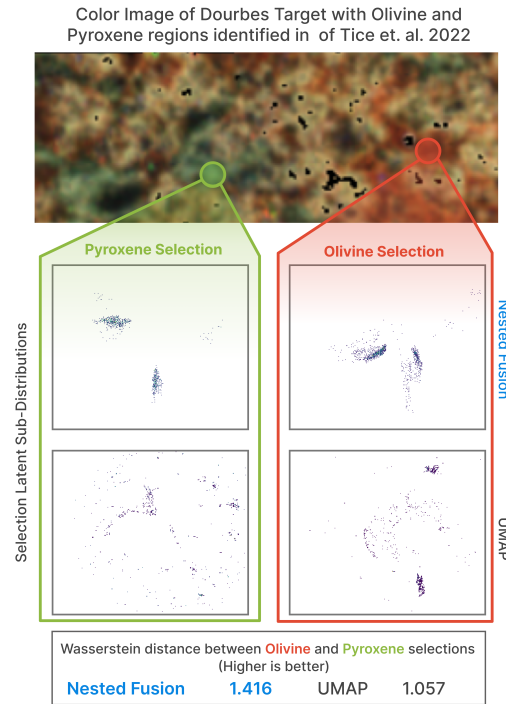 Color Image of Dourbes Target with Olivine and
Pyroxene regions identified in  of Tice et. al. 2022
Pyroxene Selection
Olivine Selection
Selection Latent Sub-Distributions
Nested Fusion
UMAP
Wasserstein distance between Olivine and Pyroxene selections
(Higher is better)
Nested Fusion 1.416 UMAP 1.057